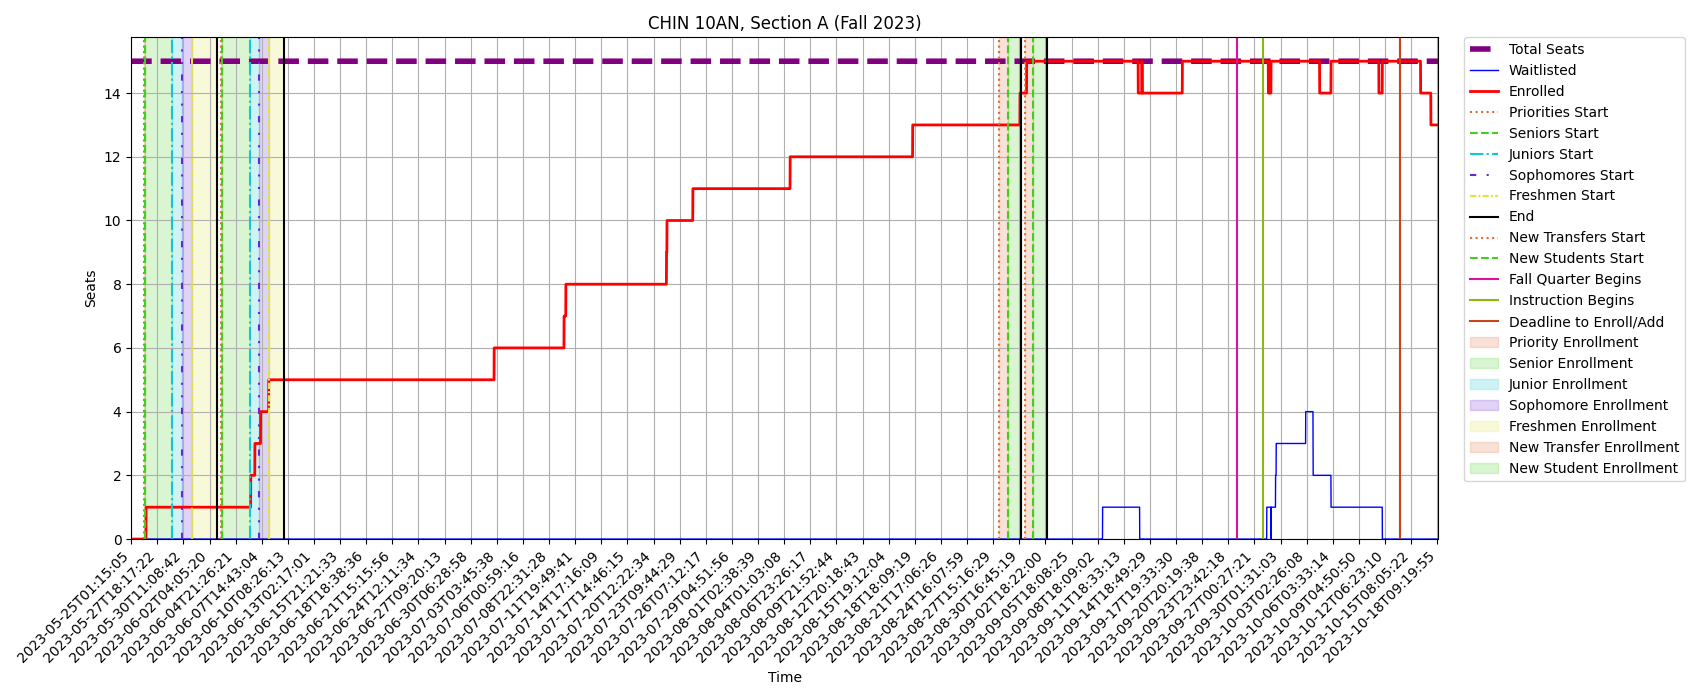 CHIN 10AN, Section A (Fall 2023)
Seats
14
12
10
8
6
4
2
0
2023-05-25T01:15:05
2023-05-27T18:17:22
2023-05-30T11:08:42
2023-06-02T04:05:20
2023-06-04T21:26:21
2023-06-07T14:43:04
2023-06-10T08:26:13
2023-06-13T02:17:01
2023-06-15T21:21:33
2023-06-18T18:38:36
2023-06-21T15:15:56
2023-06-24T12:11:34
2023-06-27T09:20:13
2023-06-30T06:28:58
2023-07-03T03:45:38
2023-07-06T00:59:16
2023-07-08T22:31:28
2023-07-11T19:49:41
2023-07-14T17:16:09
2023-07-17T14:46:15
2023-07-20T12:22:34
2023-07-23T09:44:29
2023-07-26T07:12:17
2023-07-29T04:51:56
2023-08-01T02:38:39
2023-08-04T01:03:08
2023-08-06T23:26:17
2023-08-09T21:52:44
2023-08-12T20:18:43
2023-08-15T19:12:04
2023-08-18T18:09:19
2023-08-21T17:06:26
2023-08-24T16:07:59
2023-08-27T15:16:29
2023-08-30T16:45:19
2023-09-02T18:22:00
2023-09-05T18:08:25
2023-09-08T18:09:02
2023-09-11T18:33:13
2023-09-14T18:49:29
2023-09-17T19:33:30
2023-09-20T20:19:38
2023-09-23T23:42:18
2023-09-27T00:27:21
2023-09-30T01:31:03
2023-10-03T02:26:08
2023-10-06T03:33:14
2023-10-09T04:50:50
2023-10-12T06:23:10
2023-10-15T08:05:22
2023-10-18T09:19:55
Time
Total Seats
Waitlisted
Enrolled
Priorities Start
Seniors Start
Juniors Start
Sophomores Start
Freshmen Start
End
New Transfers Start
New Students Start
Fall Quarter Begins
Instruction Begins
Deadline to Enroll/Add
Priority Enrollment
Senior Enrollment
Junior Enrollment
Sophomore Enrollment
Freshmen Enrollment
New Transfer Enrollment
New Student Enrollment